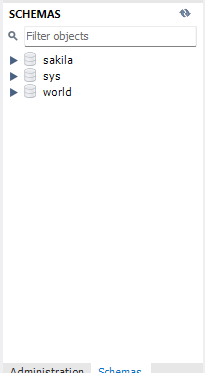 SCHEMAS
Filter objects
sakila
sys
world
Administration Schemas